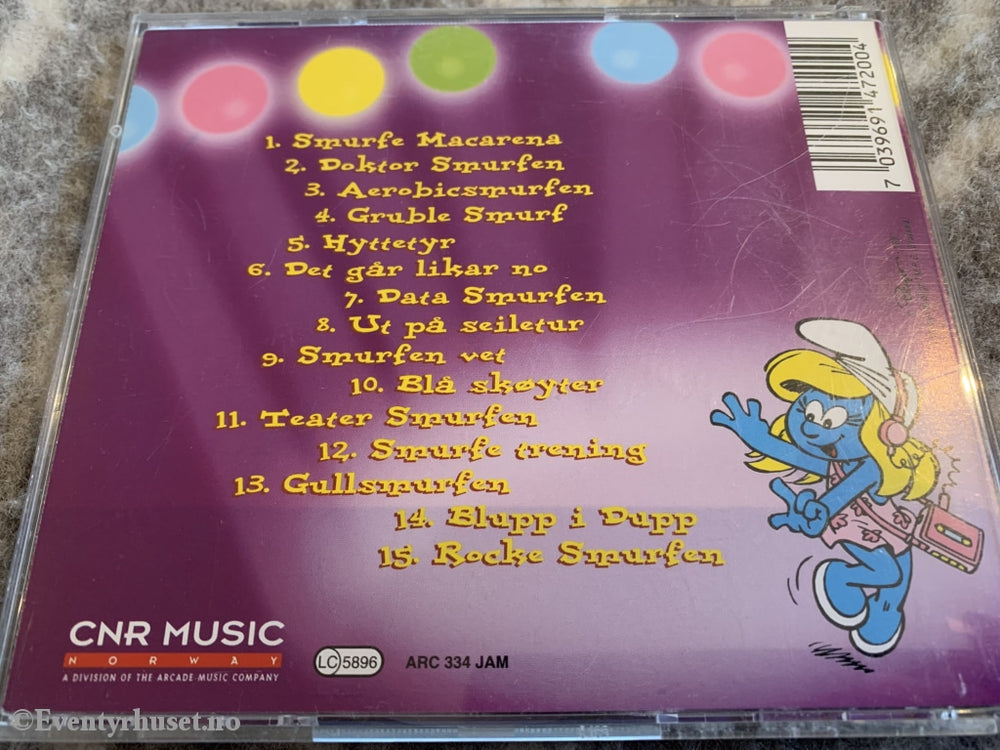 1. Smurfe Macarena
2. Doktor Smurfen
3. Aerobicsmurfen
4. Gruble Smurf
5. Hyttetyr
6. Det går likar no
7. Data Smurfen
8. Ut på seiletur
9. Smurfen vet
10. Blå skøyter
11. Teater Smurfen
12. Smurfe trening
13. Gullsmurfen
14. Blupp i Dupp
15. Rocke Smurfen
7 039691 472004
CNR MUSIC
NORWAY
A DIVISION OF THE ARCADE MUSIC COMPANY
LC 5896
ARC 334 JAM
©Eventyrhuset.no